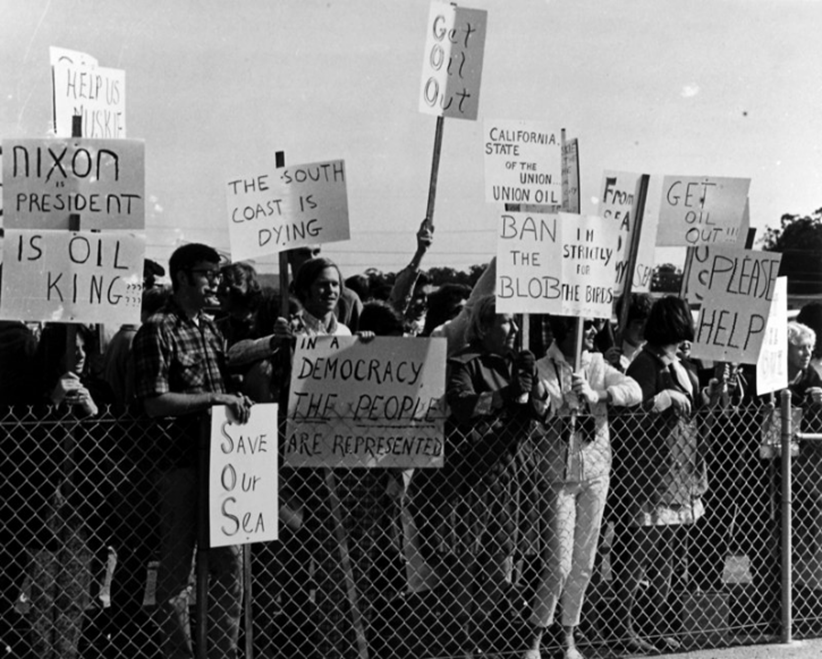 HELP US
MUSKIE
NIXON
IS
PRESIDENT
IS OIL
KING???
THE SOUTH
COAST IS
DYING
Get
Oil
Out
CALIFORNIA
STATE
OF THE
UNION
UNION OIL
BAN
THE
BLOB
I'M
STRICTLY
FOR
THE BIRDS
From
SEA
GET
OIL
OUT!!!
PLEASE
HELP
IN A
DEMOCRACY
THE PEOPLE
ARE REPRESENTED
SAVE
OUR
SEA